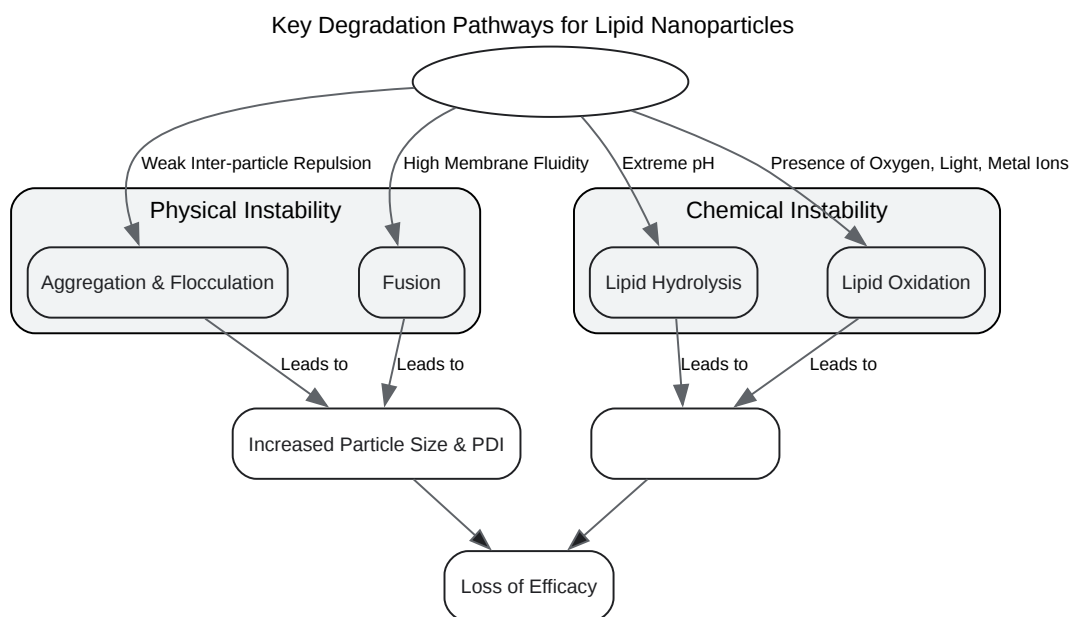 Key Degradation Pathways for Lipid Nanoparticles
Weak Inter-particle Repulsion
High Membrane Fluidity
Extreme pH
Presence of Oxygen, Light, Metal Ions
Physical Instability
Chemical Instability
Aggregation & Flocculation
Fusion
Lipid Hydrolysis
Lipid Oxidation
Leads to
Leads to
Leads to
Leads to
Increased Particle Size & PDI
Loss of Efficacy